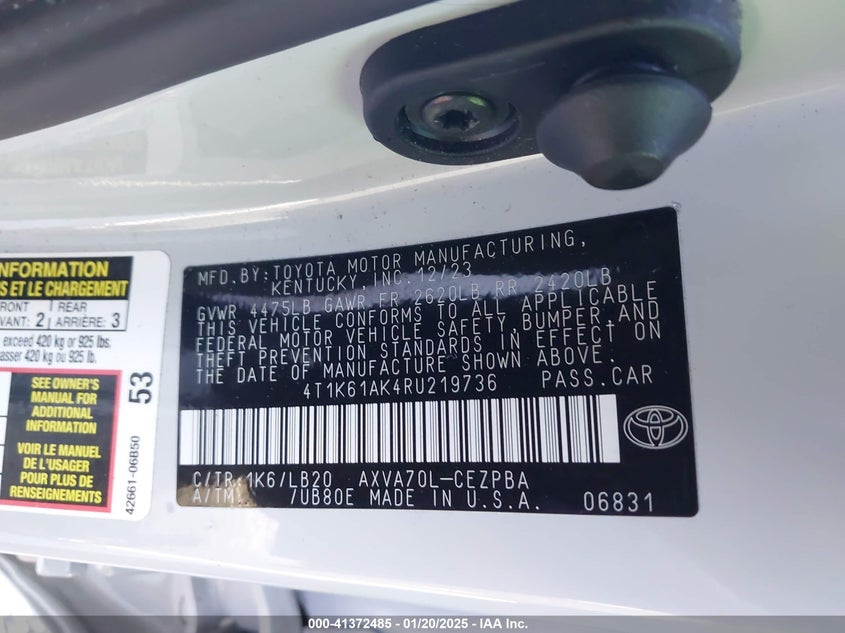 INFORMATION
S ET LE CHARGEMENT
FRONT
REAR
VANT: 2
ARRIÈRE: 3
exceed 420 kg or 925 lbs.
asser 420 kg ou 925 lb.
SEE OWNER'S
MANUAL FOR
ADDITIONAL
INFORMATION
VOIR LE MANUEL
DE L'USAGER
POUR PLUS DE
RENSEIGNEMENTS
53
42661-06B50
MFD.BY:TOYOTA MOTOR MANUFACTURING,
KENTUCKY, INC. 12/23
GVWR 4475LB GAWR FR 2620LB RR 2420LB
THIS VEHICLE CONFORMS TO ALL APPLICABLE
FEDERAL MOTOR VEHICLE SAFETY,BUMPER,AND
THEFT PREVENTION STANDARDS IN EFFECT ON
THE DATE OF MANUFACTURE SHOWN ABOVE.
4T1K61AK4RU219736 PASS.CAR
C/TR 1K6/LB20 AXVA70L-CEZPBA
A/TM /UB80E MADE IN U.S.A. 06831
000-41372485 - 01/20/2025 - IAA Inc.